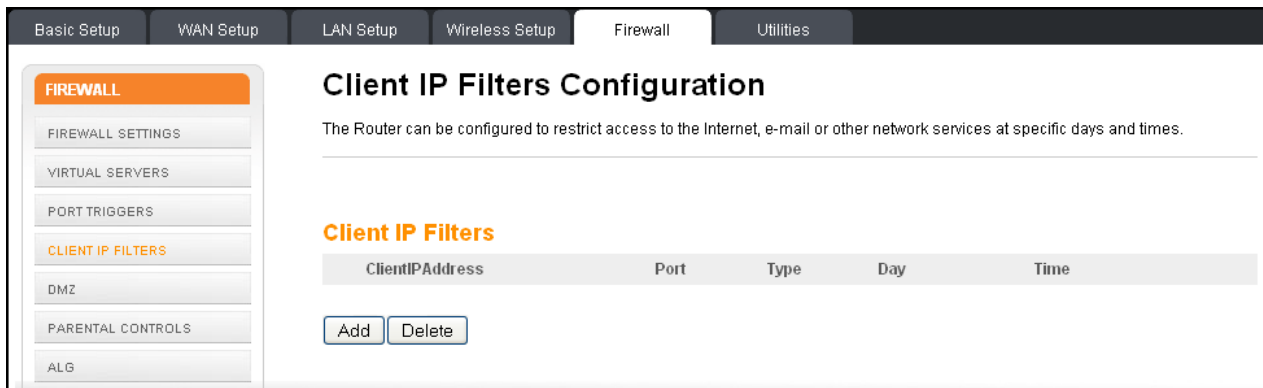 Basic Setup WAN Setup LAN Setup Wireless Setup Firewall Utilities
FIREWALL
FIREWALL SETTINGS
VIRTUAL SERVERS
PORT TRIGGERS
CLIENT IP FILTERS
DMZ
PARENTAL CONTROLS
ALG
Client IP Filters Configuration
The Router can be configured to restrict access to the Internet, e-mail or other network services at specific days and times.
Client IP Filters
ClientIPAddress Port Type Day Time
Add Delete